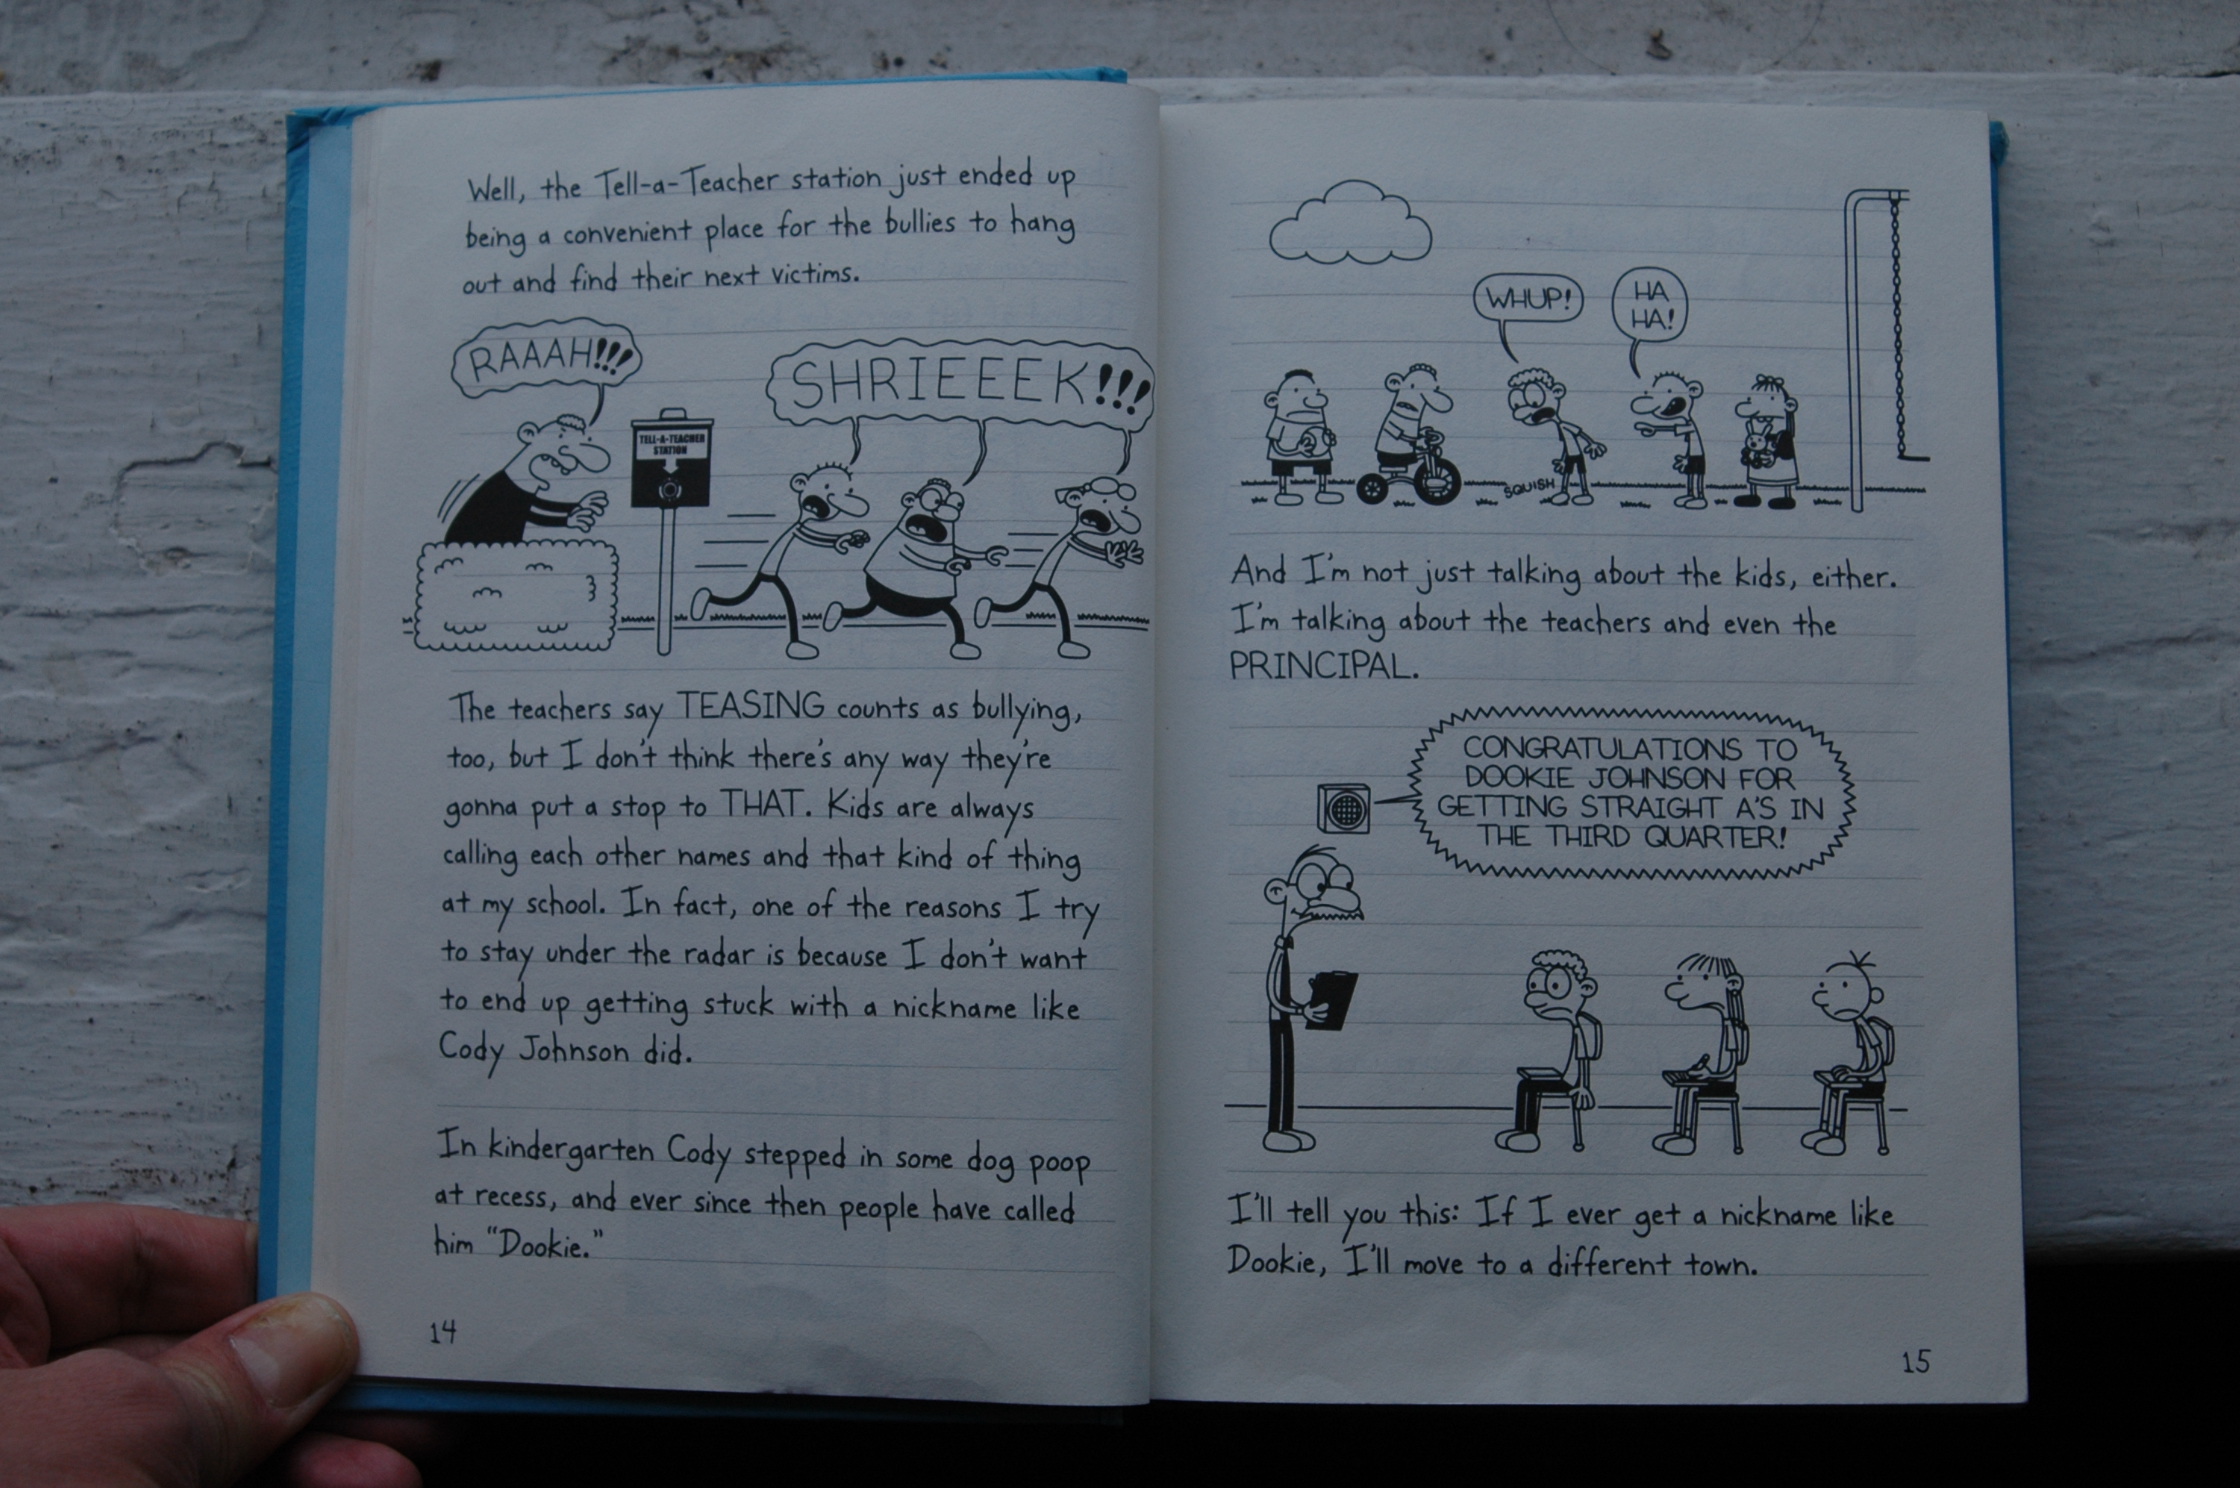 Well, the Tell-a-Teacher station just ended up
being a convenient place for the bullies to hang
out and find their next victims.
RAAAH!!!
SHRIEEEK!!!
TELL-A-TEACHER
STATION
The teachers say TEASING counts as bullying,
too, but I don't think there's any way they're
gonna put a stop to THAT. Kids are always
calling each other names and that kind of thing
at my school. In fact, one of the reasons I try
to stay under the radar is because I don't want
to end up getting stuck with a nickname like
Cody Johnson did.
In kindergarten Cody stepped in some dog poop
at recess, and ever since then people have called
him "Dookie."
14
WHUP!
HA
HA!
SQUISH
And I'm not just talking about the kids, either.
I'm talking about the teachers and even the
PRINCIPAL.
CONGRATULATIONS TO
DOOKIE JOHNSON FOR
GETTING STRAIGHT A'S IN
THE THIRD QUARTER!
I'll tell you this: If I ever get a nickname like
Dookie, I'll move to a different town.
15